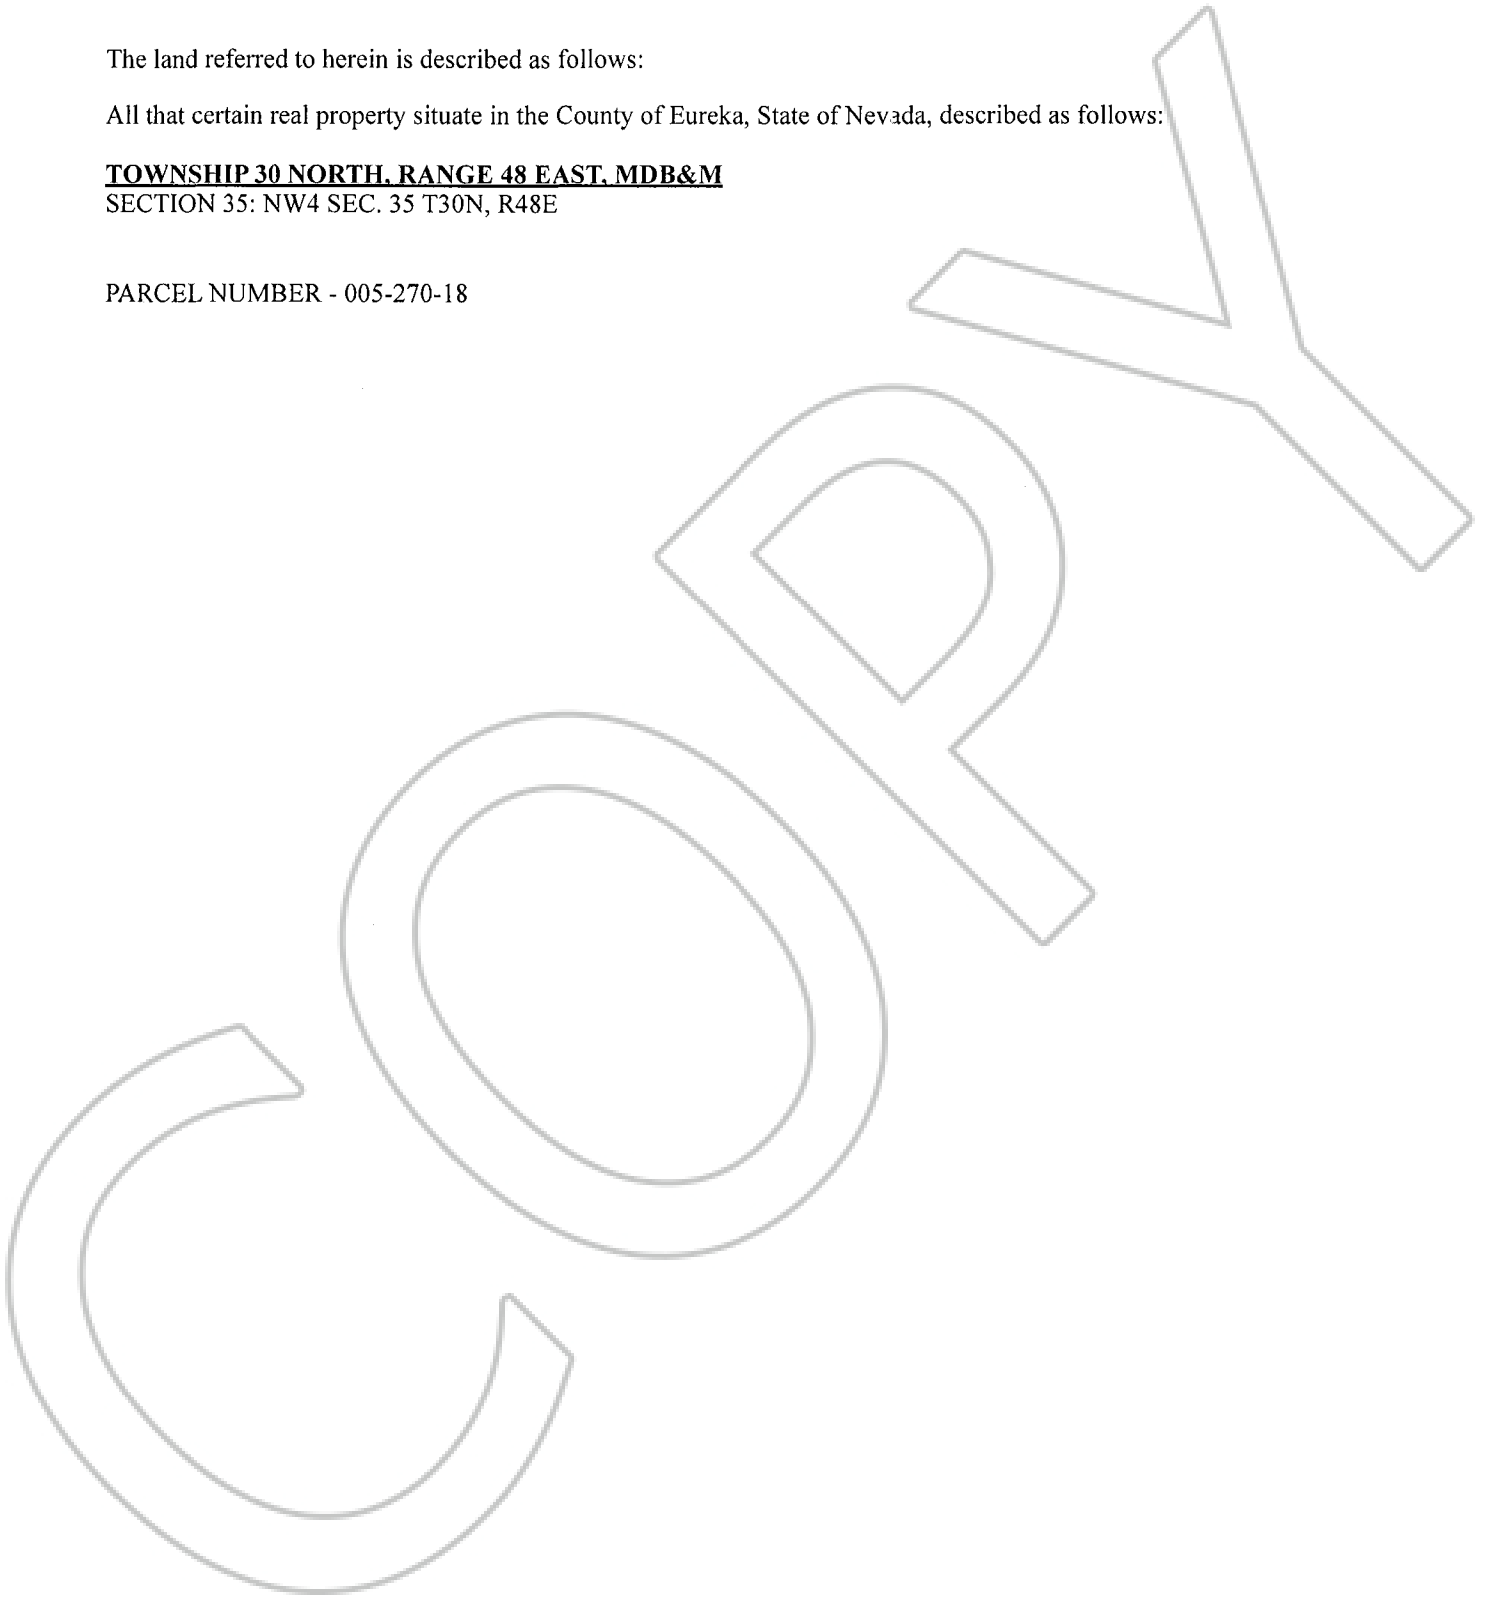 The land referred to herein is described as follows:
All that certain real property situate in the County of Eureka, State of Nevada, described as follows:
TOWNSHIP 30 NORTH, RANGE 48 EAST, MDB&M
SECTION 35: NW4 SEC. 35 T30N, R48E
PARCEL NUMBER - 005-270-18
COPY